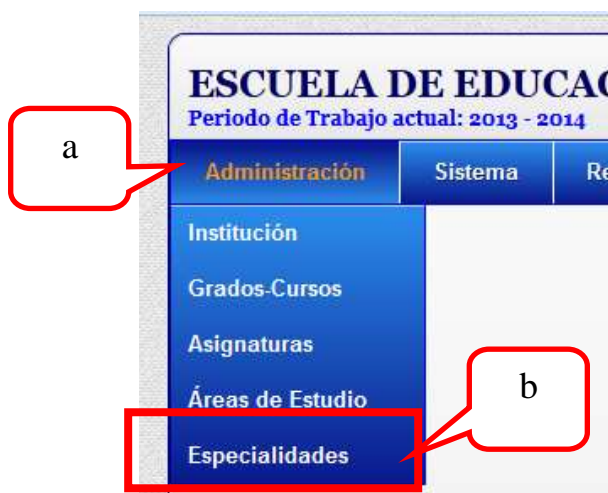 ESCUELA DE EDUCAC
Periodo de Trabajo actual: 2013 - 2014
a
Administración Sistema Re
Institución
Grados-Cursos
Asignaturas
Áreas de Estudio
b
Especialidades